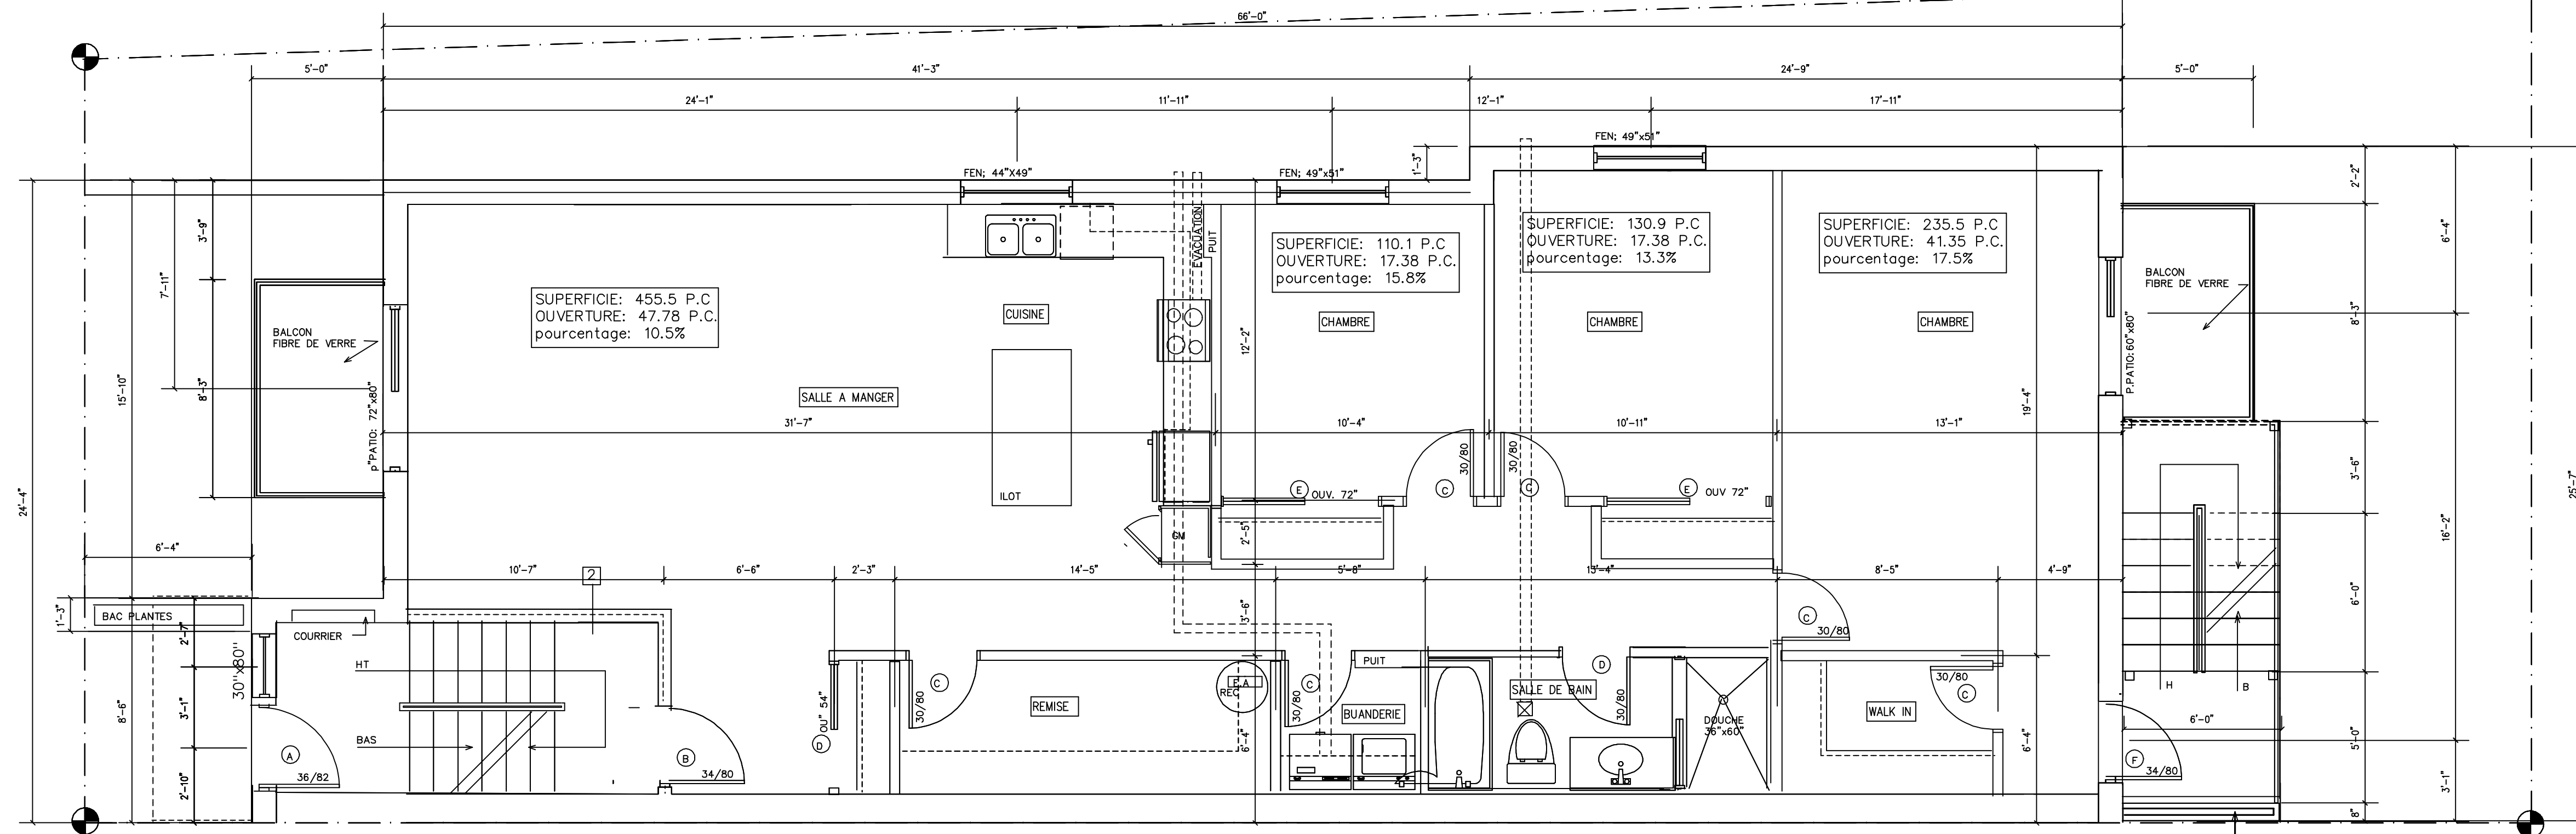 66'-0"
5'-0"
41'-3"
24'-9"
5'-0"
24'-1"
11'-11"
12'-1"
17'-11"
FEN; 49"x51"
1'-3"
FEN; 44"X49"
FEN; 49"x51"
2'-2"
3'-9"
6'-4"
EVACUATION
PUIT
SUPERFICIE: 455.5 P.C
OUVERTURE: 47.78 P.C.
pourcentage: 10.5%
SUPERFICIE: 110.1 P.C
OUVERTURE: 17.38 P.C.
pourcentage: 15.8%
SUPERFICIE: 130.9 P.C
OUVERTURE: 17.38 P.C.
pourcentage: 13.3%
SUPERFICIE: 235.5 P.C
OUVERTURE: 41.35 P.C.
pourcentage: 17.5%
7'-11"
BALCON
FIBRE DE VERRE
BALCON
FIBRE DE VERRE
CUISINE
CHAMBRE
CHAMBRE
CHAMBRE
12'-2"
8'-3"
P.PATIO:60"x80"
15'-10"
8'-3"
p"PATIO: 72"x80"
SALLE A MANGER
19'-4"
31'-7"
10'-4"
10'-11"
13'-1"
30/80
30/80
3'-6"
25'-7"
24'-4"
ILOT
E
OUV. 72"
C
C
E
OUV 72"
GM
2'-5"
16'-2"
6'-4"
10'-7"
2
6'-6"
2'-3"
14'-5"
5'-8"
13'-4"
8'-5"
4'-9"
6'-0"
1'-3"
BAC PLANTES
2'-7"
COURRIER
3'-6"
C
30/80
30"x80"
HT
PUIT
D
C
30/80
REC
E.A
C
30/80
SALLE DE BAIN
30/80
30/80
C
H
B
8'-6"
3'-1"
OU" 54"
REMISE
BUANDERIE
DOUCHE
36"x60"
WALK IN
6'-0"
BAS
D
6'-4"
6'-4"
5'-0"
A
36/82
B
34/80
F
34/80
2'-10"
3'-1"
8"